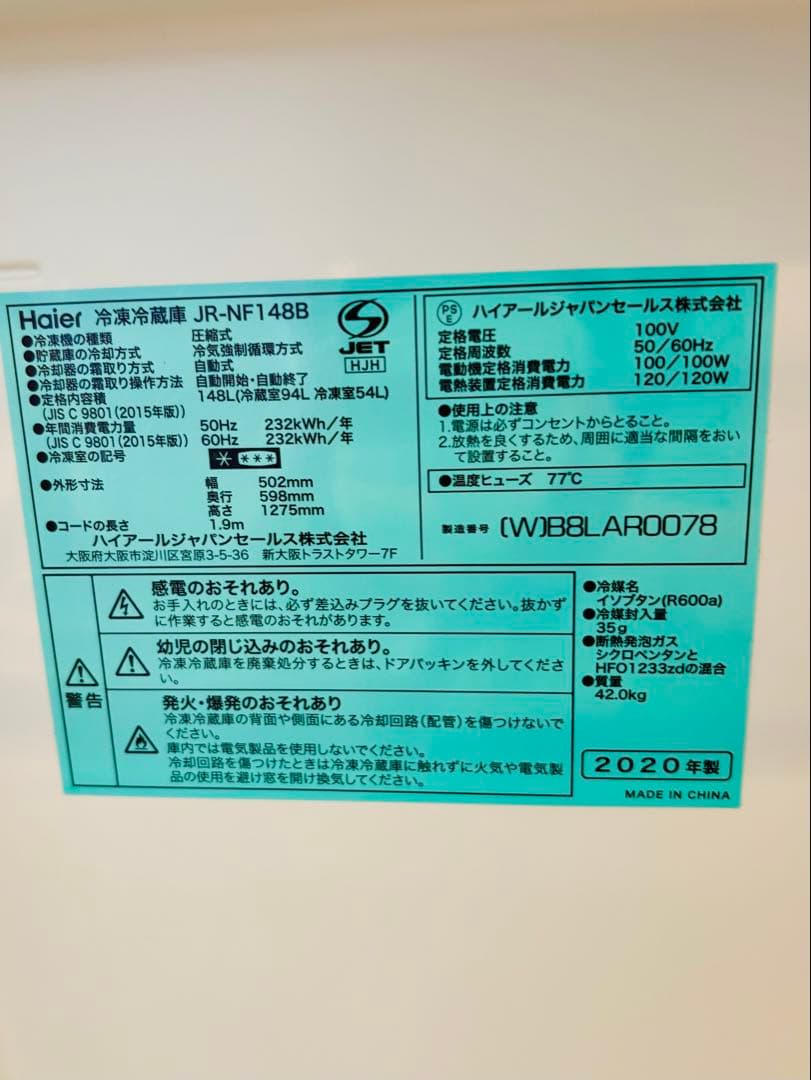 Haier 冷凍冷蔵庫 JR-NF148B
●冷凍機の種類 圧縮式
●貯蔵庫の冷却方式 冷気強制循環方式
●冷却器の霜取り方式 自動式
●冷却器の霜取り操作方法 自動開始・自動終了
●定格内容積 148L(冷蔵室94L 冷凍室54L)
(JIS C 9801(2015年版))
●年間消費電力量 50Hz 232kWh/年
(JIS C 9801(2015年版)) 60Hz 232kWh/年
●冷凍室の記号 * ***
●外形寸法 幅 502mm
奥行 598mm
高さ 1275mm
●コードの長さ 1.9m
ハイアールジャパンセールス株式会社
大阪府大阪市淀川区宮原3-5-36 新大阪トラストタワー7F
S
JET
HJH
PS
E
ハイアールジャパンセールス株式会社
定格電圧 100V
定格周波数 50/60Hz
電動機定格消費電力 100/100W
電熱装置定格消費電力 120/120W
●使用上の注意
1.電源は必ずコンセントからとること。
2.放熱を良くするため、周囲に適当な間隔をおい
て設置すること。
●温度ヒューズ 77℃
製造番号 (W)B8LAR0078
警告
感電のおそれあり。
お手入れのときには、必ず差込みプラグを抜いてください。抜かず
に作業すると感電のおそれがあります。
幼児の閉じ込みのおそれあり。
冷凍冷蔵庫を廃棄処分するときは、ドアパッキンを外してくださ
い。
発火・爆発のおそれあり
冷凍冷蔵庫の背面や側面にある冷却回路(配管)を傷つけないで
ください。
庫内では電気製品を使用しないでください。
冷却回路を傷つけたときは冷凍冷蔵庫に触れずに火気や電気製
品の使用を避け窓を開け換気してください。
●冷媒名
イソブタン(R600a)
●冷媒封入量
35g
●断熱発泡ガス
シクロペンタンと
HFO1233zdの混合
●質量
42.0kg
2020年製
MADE IN CHINA